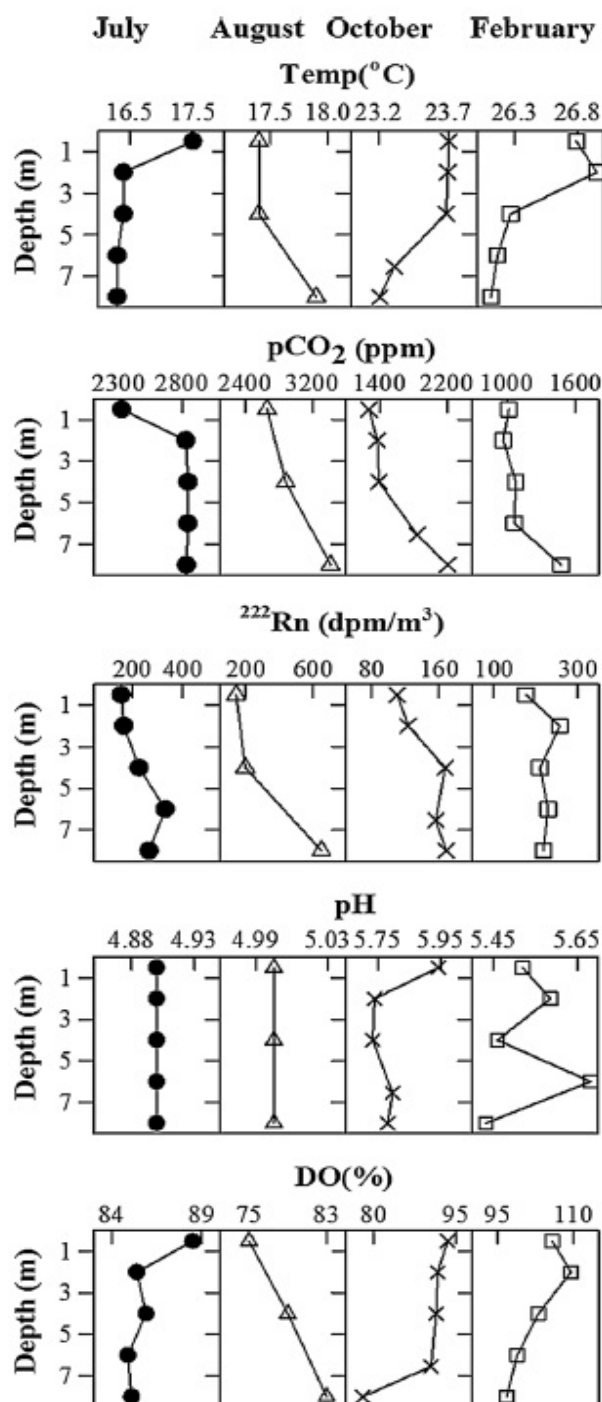 July August October February
Temp(°C)
16.5 17.5 17.5 18.0 23.2 23.7 26.3 26.8
Depth (m)
1
3
5
7
pCO₂ (ppm)
2300 2800 2400 3200 1400 2200 1000 1600
Depth (m)
1
3
5
7
²²²Rn (dpm/m³)
200 400 200 600 80 160 100 300
Depth (m)
1
3
5
7
pH
4.88 4.93 4.99 5.03 5.75 5.95 5.45 5.65
Depth (m)
1
3
5
7
DO(%)
84 89 75 83 80 95 95 110
Depth (m)
1
3
5
7